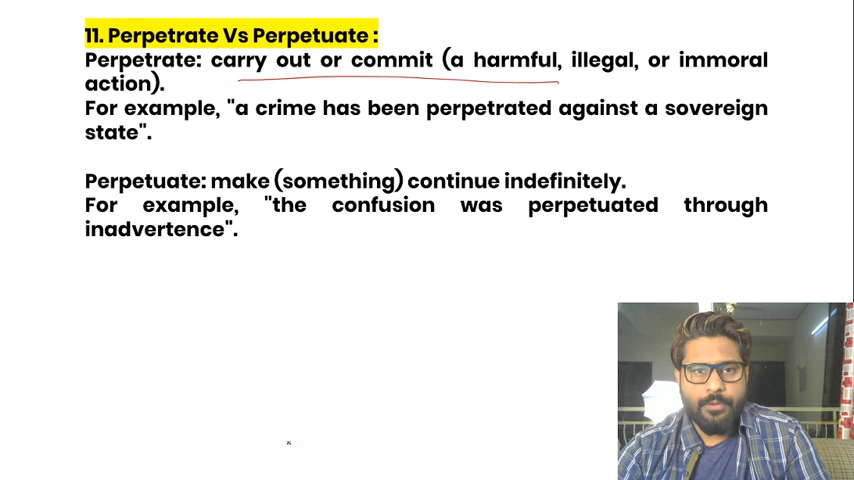 11. Perpetrate Vs Perpetuate :
Perpetrate: carry out or commit (a harmful, illegal, or immoral
action).
For example, "a crime has been perpetrated against a sovereign
state".
Perpetuate: make (something) continue indefinitely.
For example, "the confusion was perpetuated through
inadvertence".